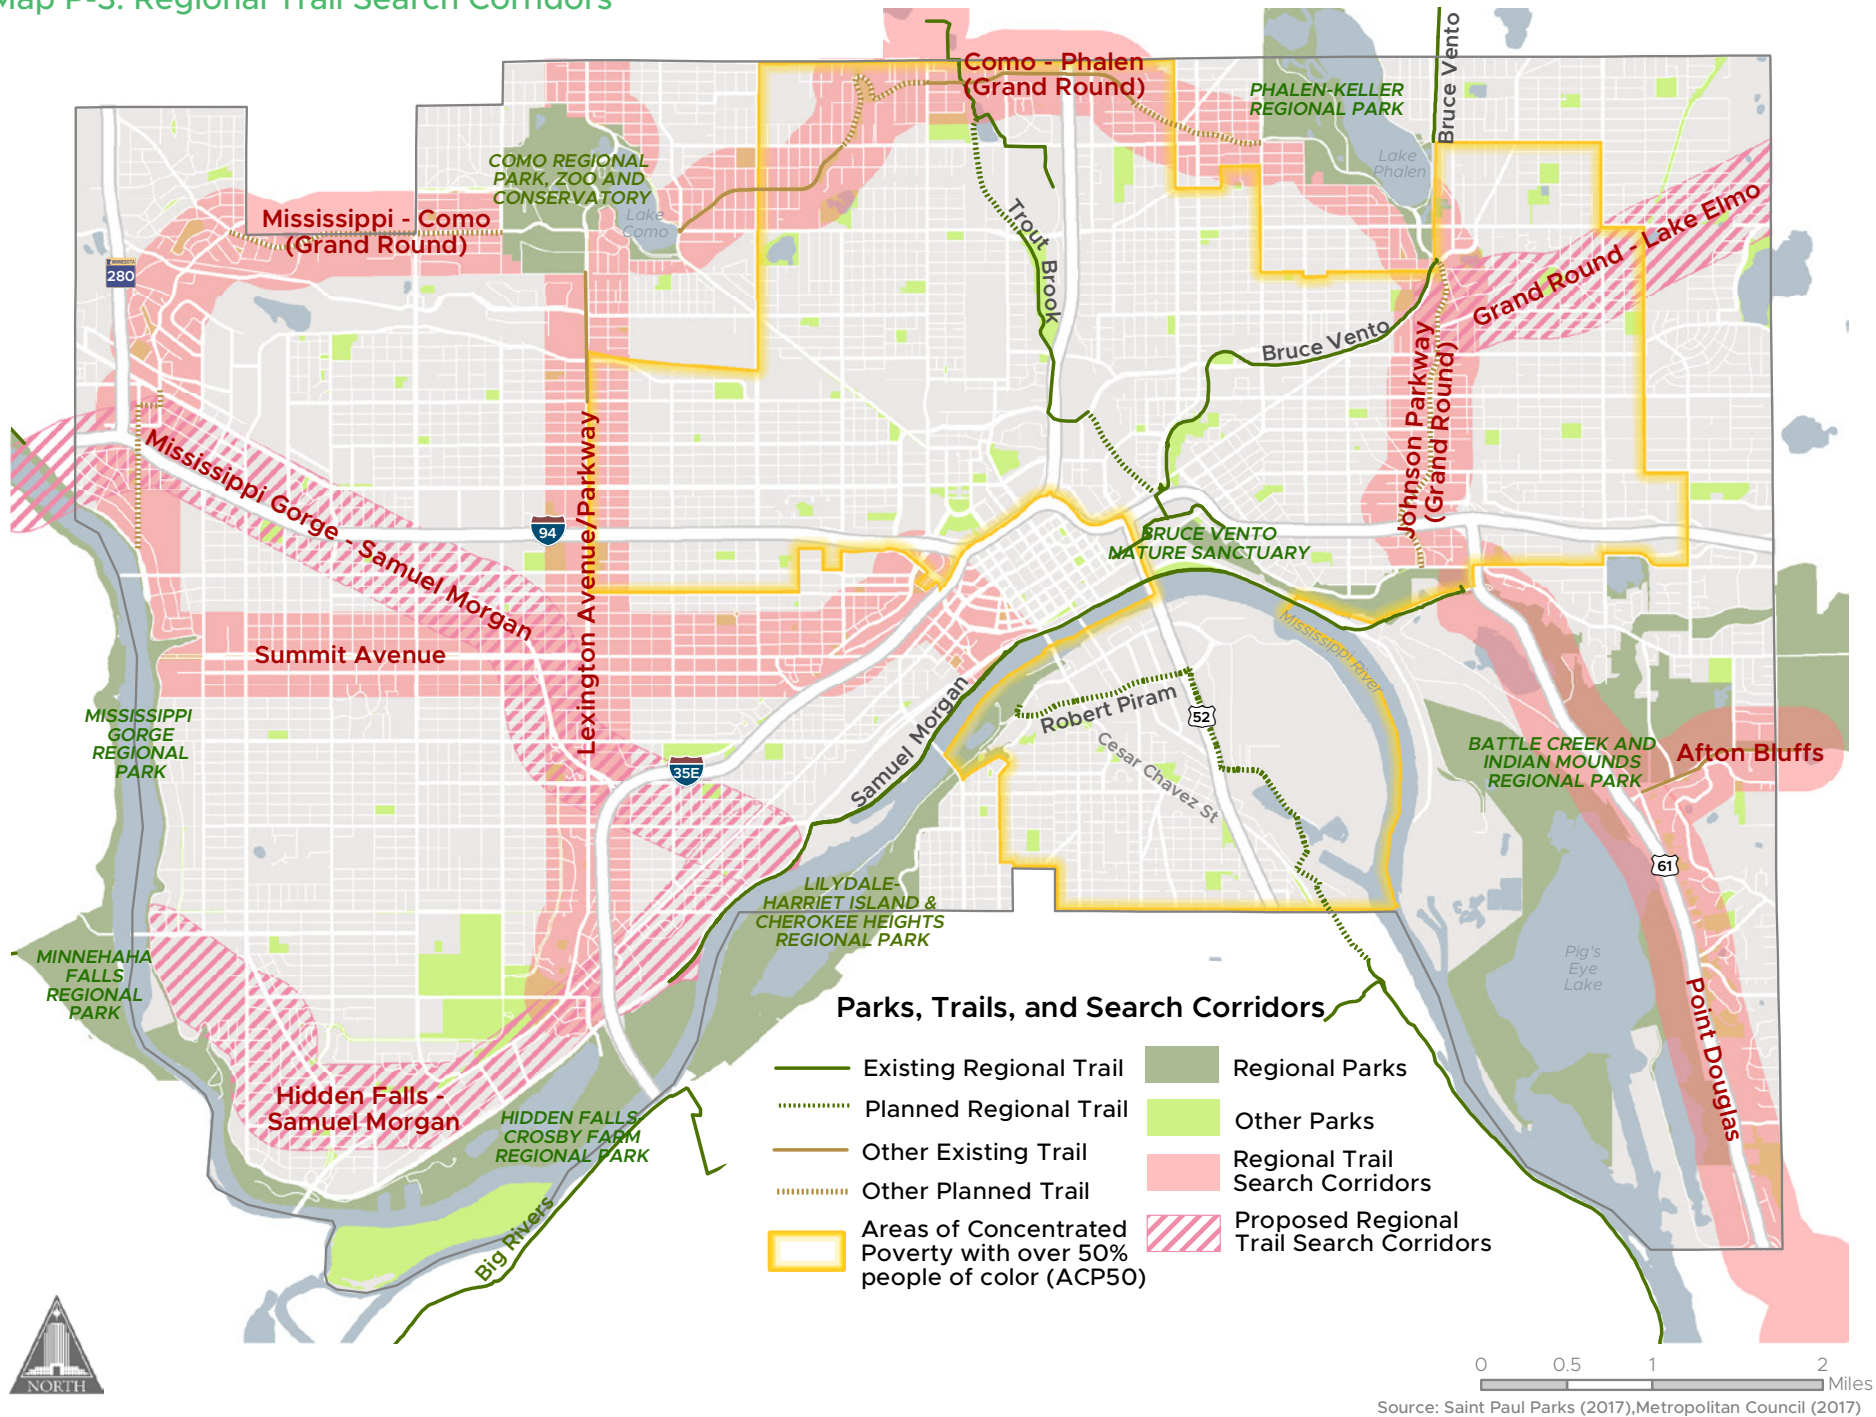 Map P-3: Regional Trail Search Corridors
Como - Phalen
(Grand Round)
Bruce Vento
PHALEN-KELLER
REGIONAL PARK
COMO REGIONAL
PARK, ZOO AND
CONSERVATORY
Lake
Como
Lake
Phalen
Mississippi - Como
(Grand Round)
MINNESOTA
280
Trout Brook
Grand Round - Lake Elmo
Bruce Vento
Johnson Parkway
(Grand Round)
Mississippi Gorge - Samuel Morgan
Lexington Avenue/Parkway
94
BRUCE VENTO
NATURE SANCTUARY
Summit Avenue
Mississippi River
Samuel Morgan
Robert Piram
52
Cesar Chavez St
MISSISSIPPI
GORGE
REGIONAL
PARK
35E
BATTLE CREEK AND
INDIAN MOUNDS
REGIONAL PARK
Afton Bluffs
61
LILYDALE-
HARRIET ISLAND &
CHEROKEE HEIGHTS
REGIONAL PARK
MINNEHAHA
FALLS
REGIONAL
PARK
Pig's
Eye
Lake
Point Douglas
Hidden Falls -
Samuel Morgan
HIDDEN FALLS
CROSBY FARM
REGIONAL PARK
Big Rivers
Parks, Trails, and Search Corridors
Existing Regional Trail
Planned Regional Trail
Other Existing Trail
Other Planned Trail
Areas of Concentrated
Poverty with over 50%
people of color (ACP50)
Regional Parks
Other Parks
Regional Trail
Search Corridors
Proposed Regional
Trail Search Corridors
NORTH
0 0.5 1 2
Miles
Source: Saint Paul Parks (2017),Metropolitan Council (2017)